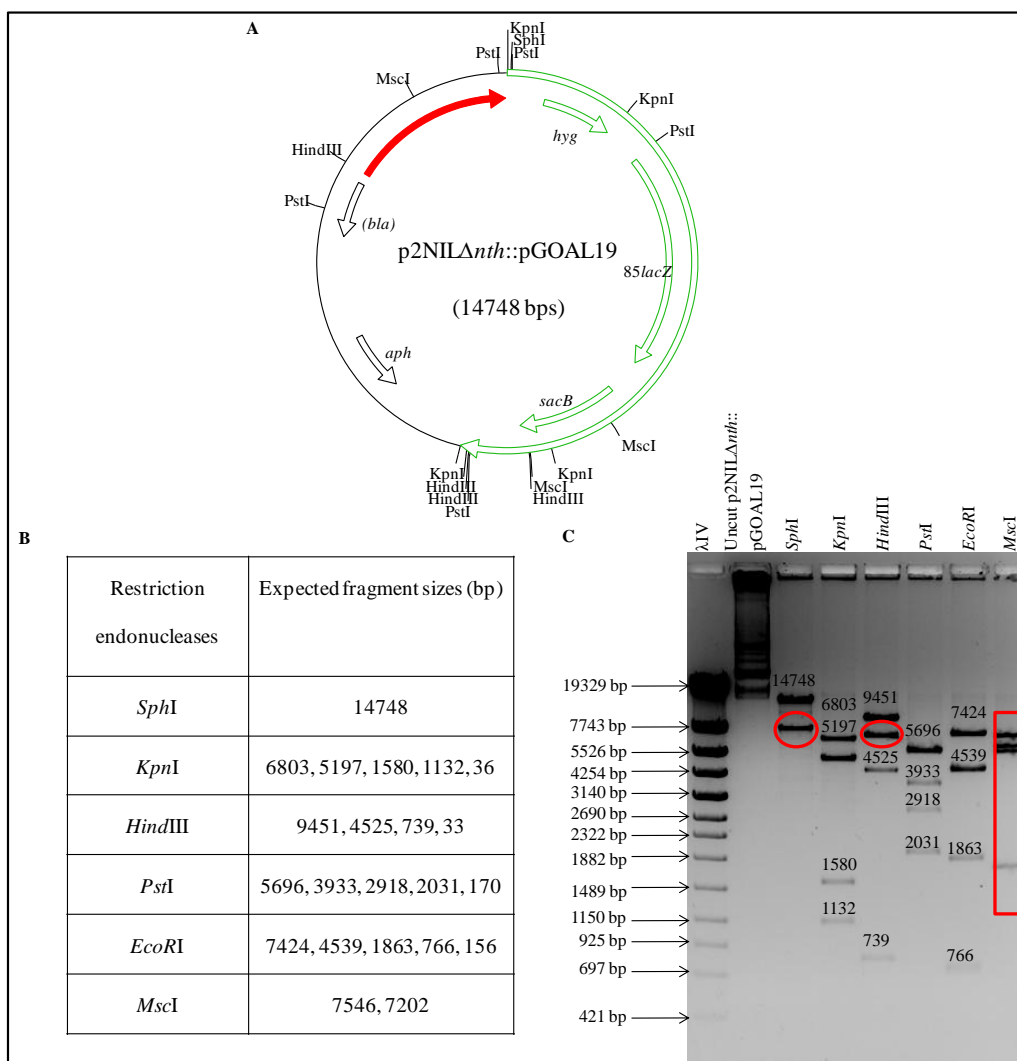 A
KpnI
SphI
PstI
PstI
MscI
KpnI
PstI
hyg
HindIII
PstI
(bla)
p2NILΔnth::pGOAL19
85lacZ
(14748 bps)
aph
sacB
MscI
KpnI
HindIII
HindIII
PstI
KpnI
MscI
HindIII
B
Restriction
endonucleases
Expected fragment sizes (bp)
SphI 14748
KpnI 6803, 5197, 1580, 1132, 36
HindIII 9451, 4525, 739, 33
PstI 5696, 3933, 2918, 2031, 170
EcoRI 7424, 4539, 1863, 766, 156
MscI 7546, 7202
C
λIV
Uncut p2NILΔnth::
pGOAL19
SphI
KpnI
HindIII
PstI
EcoRI
MscI
19329 bp
7743 bp
5526 bp
4254 bp
3140 bp
2690 bp
2322 bp
1882 bp
1489 bp
1150 bp
925 bp
697 bp
421 bp
14748
6803
5197
1580
1132
9451
4525
739
5696
3933
2918
2031
7424
4539
1863
766